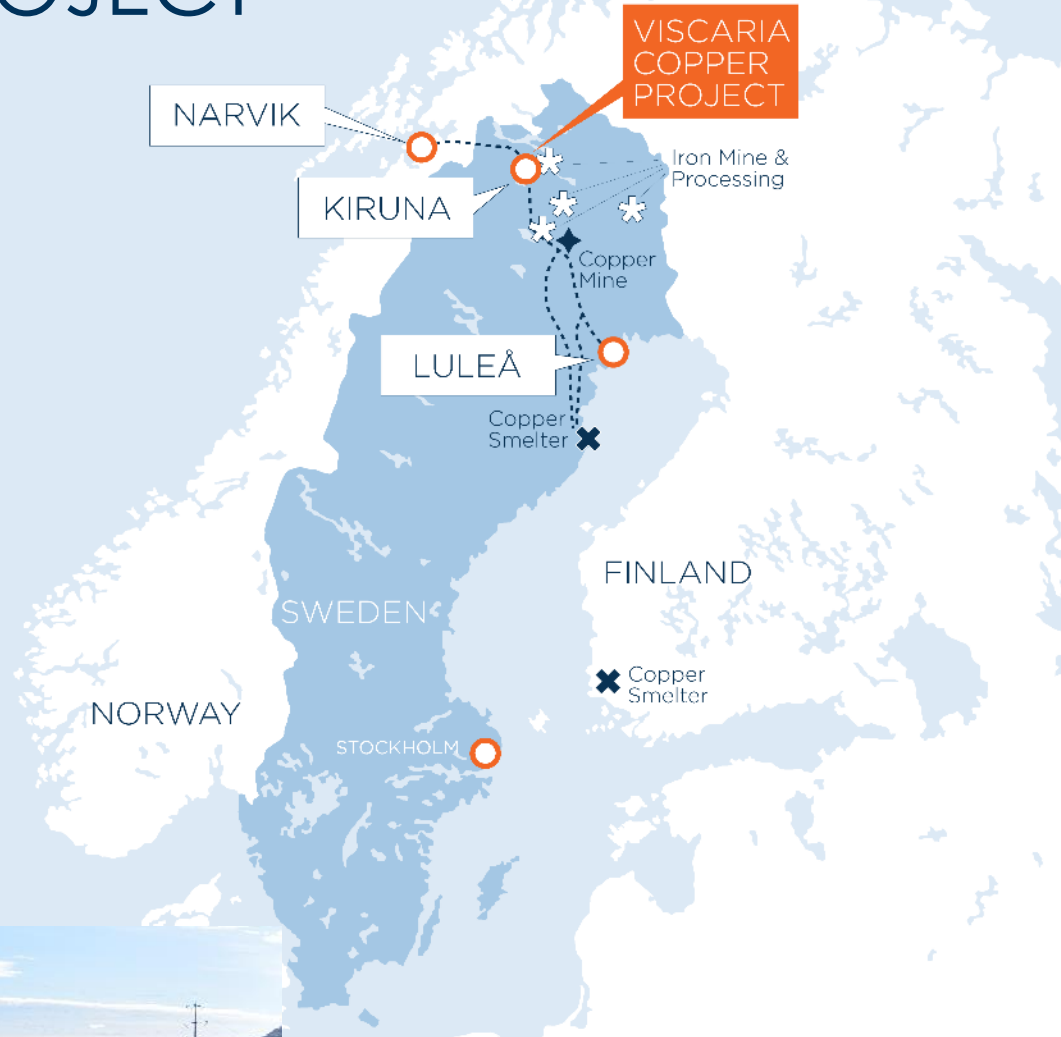 VISCARIA
COPPER
PROJECT
NARVIK
Iron Mine &
Processing
KIRUNA
Copper
Mine
LULEÅ
Copper
Smelter
FINLAND
SWEDEN
Copper
Smelter
NORWAY
STOCKHOLM